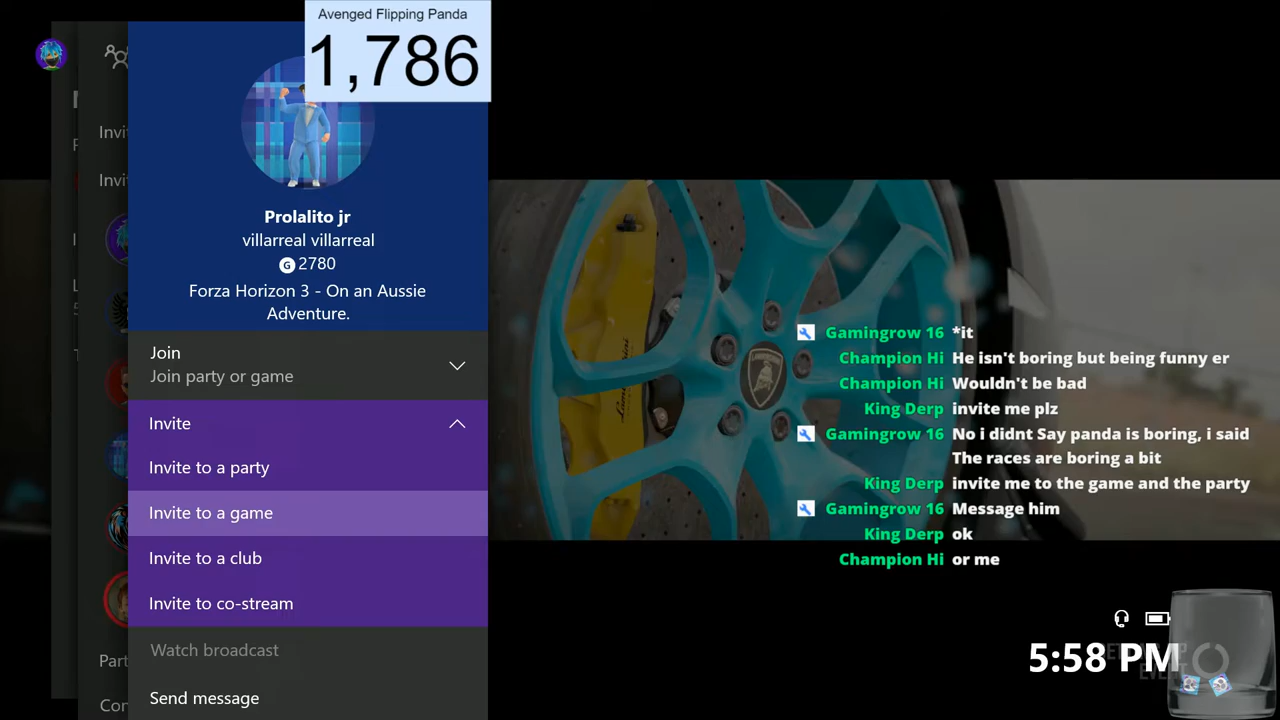 Avenged Flipping Panda
1,786
Prolalito jr
villarreal villarreal
G 2780
Forza Horizon 3 - On an Aussie
Adventure.
Join
Join party or game
Invite
Invite to a party
Invite to a game
Invite to a club
Invite to co-stream
Watch broadcast
Send message
Invi
Invi
Part
Con
Lamborghini
Gamingrow 16 *it
Champion Hi He isn't boring but being funny er
Champion Hi Wouldn't be bad
King Derp invite me plz
Gamingrow 16 No i didnt Say panda is boring, i said
The races are boring a bit
King Derp invite me to the game and the party
Gamingrow 16 Message him
King Derp ok
Champion Hi or me
5:58 PM